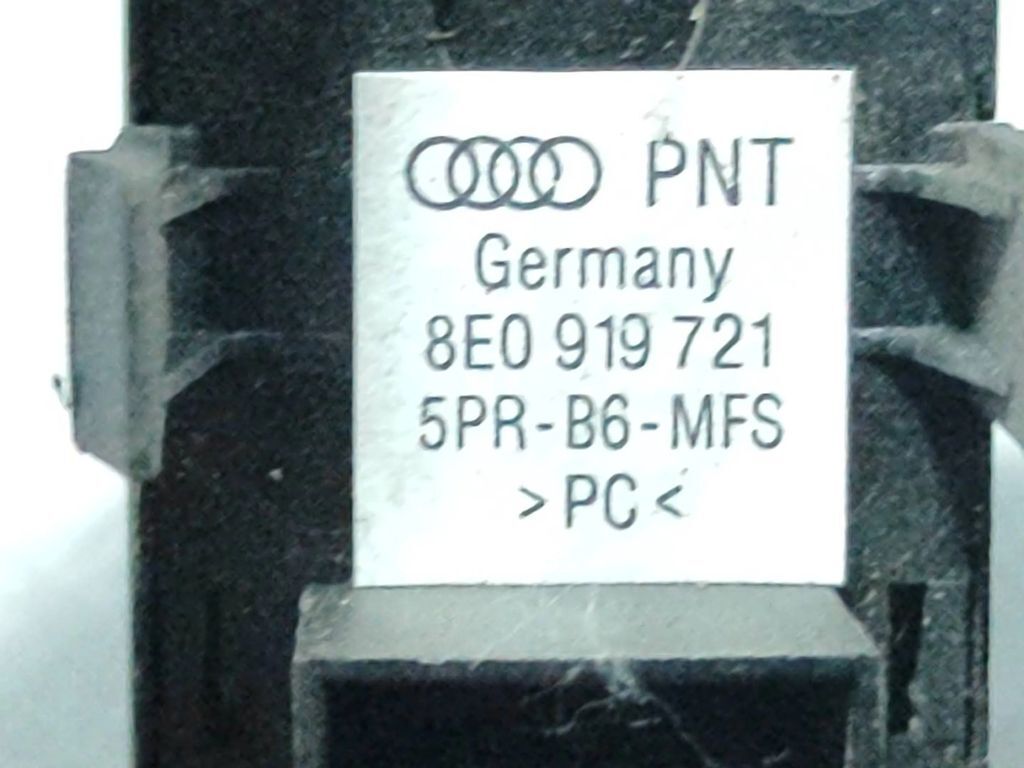 PNT
Germany
8E0 919 721
5PR-B6-MFS
>PC<